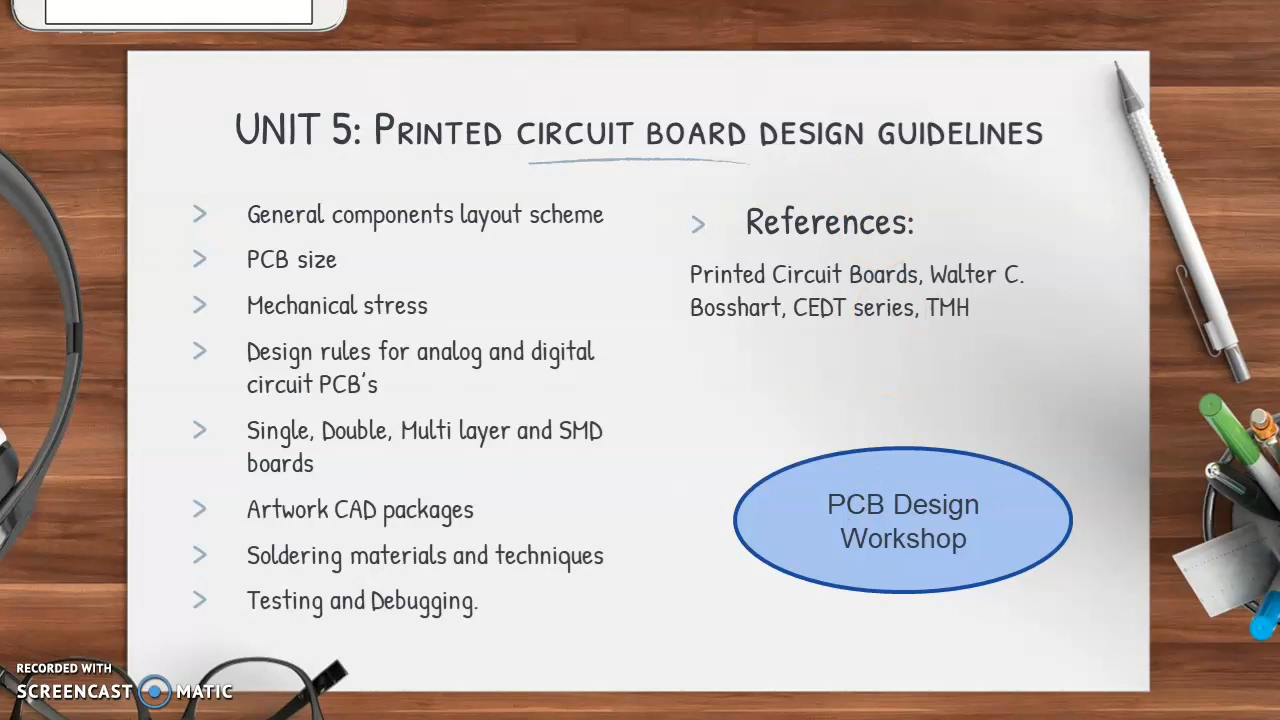 UNIT 5: Printed circuit board design guidelines
> General components layout scheme
> PCB size
> Mechanical stress
> Design rules for analog and digital
circuit PCB's
> Single, Double, Multi layer and SMD
boards
> Artwork CAD packages
> Soldering materials and techniques
> Testing and Debugging.
> References:
Printed Circuit Boards, Walter C.
Bosshart, CEDT series, TMH
PCB Design
Workshop
RECORDED WITH
SCREENCAST MATIC